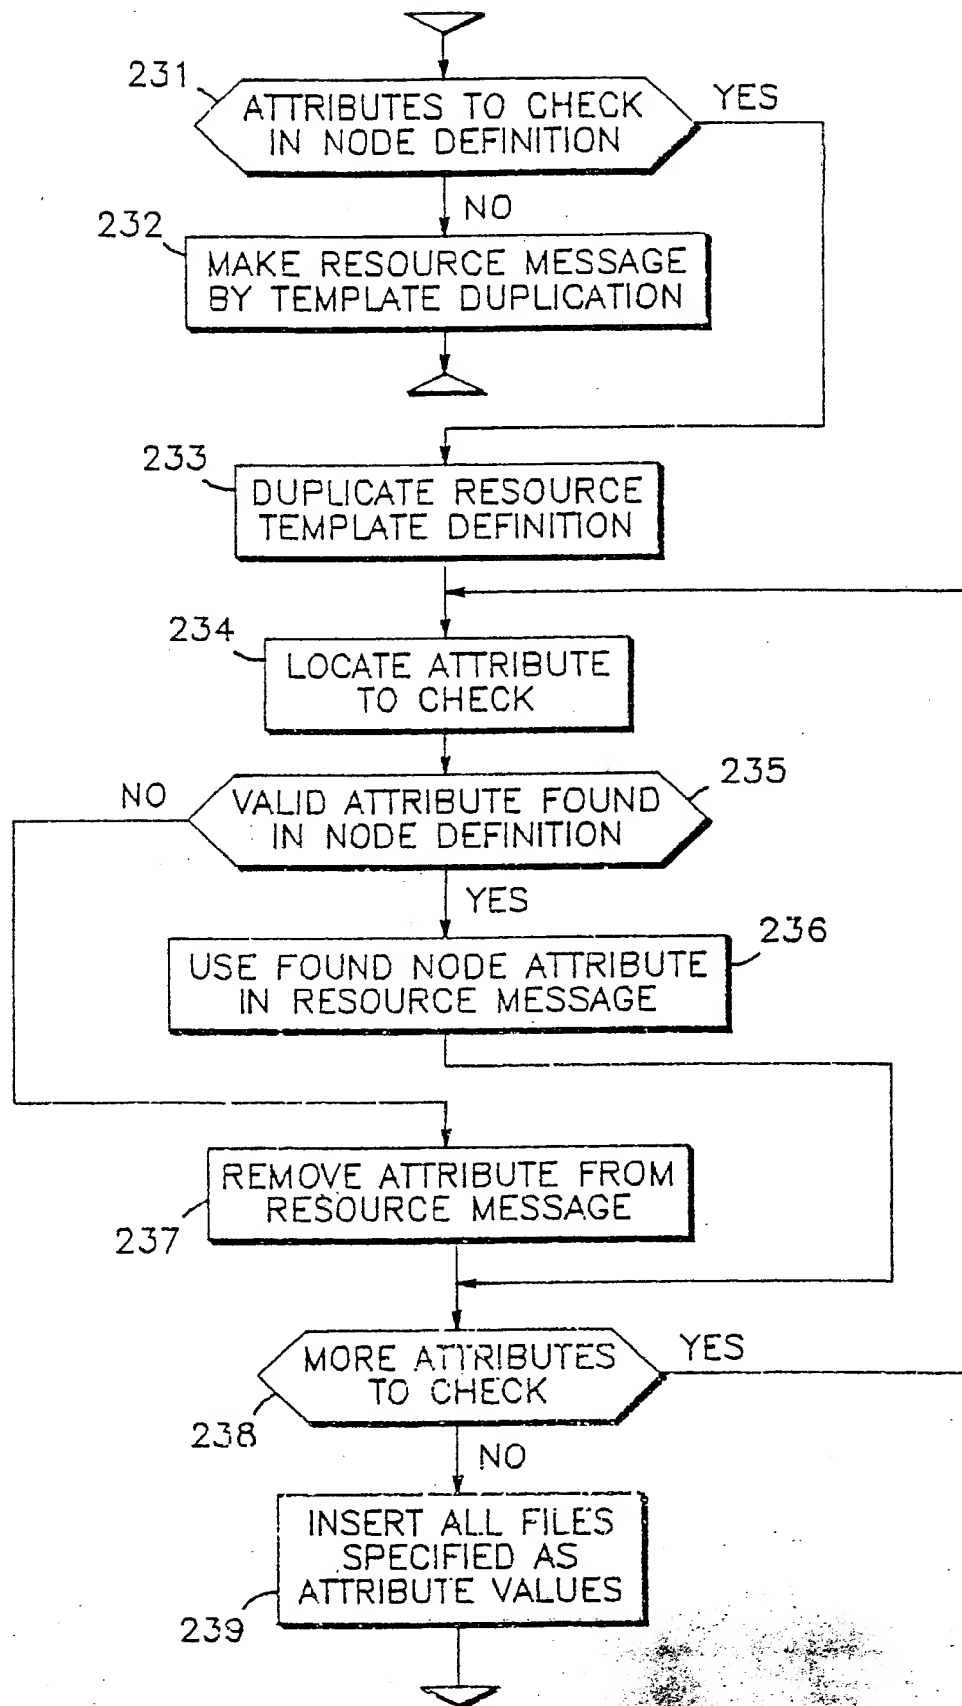 231
ATTRIBUTES TO CHECK
IN NODE DEFINITION
YES
NO
232
MAKE RESOURCE MESSAGE
BY TEMPLATE DUPLICATION
233
DUPLICATE RESOURCE
TEMPLATE DEFINITION
234
LOCATE ATTRIBUTE
TO CHECK
NO
VALID ATTRIBUTE FOUND
IN NODE DEFINITION
235
YES
236
USE FOUND NODE ATTRIBUTE
IN RESOURCE MESSAGE
REMOVE ATTRIBUTE FROM
RESOURCE MESSAGE
237
MORE ATTRIBUTES
TO CHECK
YES
238
NO
INSERT ALL FILES
SPECIFIED AS
ATTRIBUTE VALUES
239